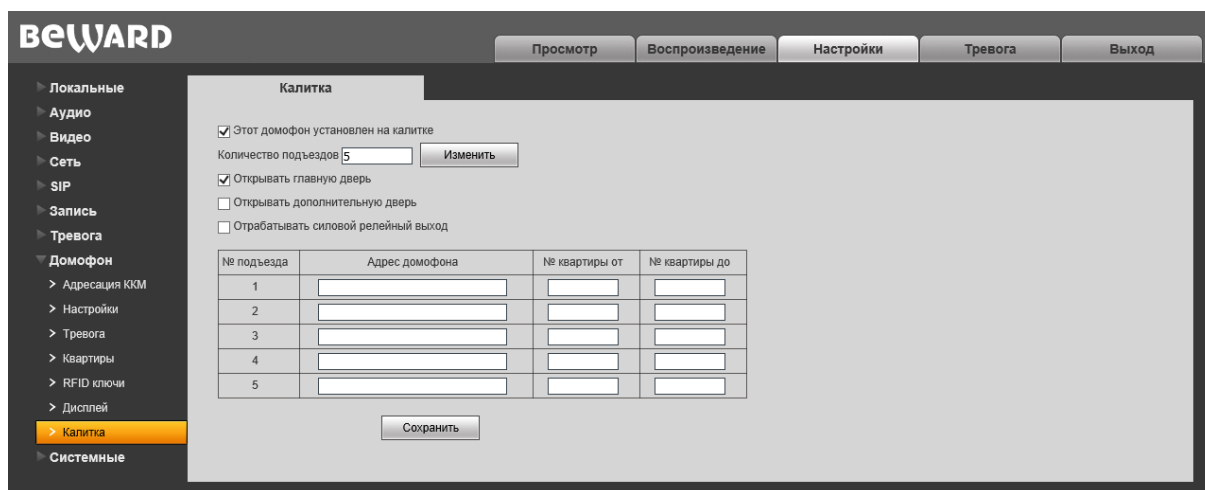 BEWARD
Просмотр Воспроизведение Настройки Тревога Выход
Локальные
Аудио
Видео
Сеть
SIP
Запись
Тревога
Домофон
Адресация ККМ
Настройки
Тревога
Квартиры
RFID ключи
Дисплей
Калитка
Системные
Калитка
Этот домофон установлен на калитке
Количество подъездов 5 Изменить
Открывать главную дверь
Открывать дополнительную дверь
Отрабатывать силовой релейный выход
№ подъезда Адрес домофона № квартиры от № квартиры до
1
2
3
4
5
Сохранить